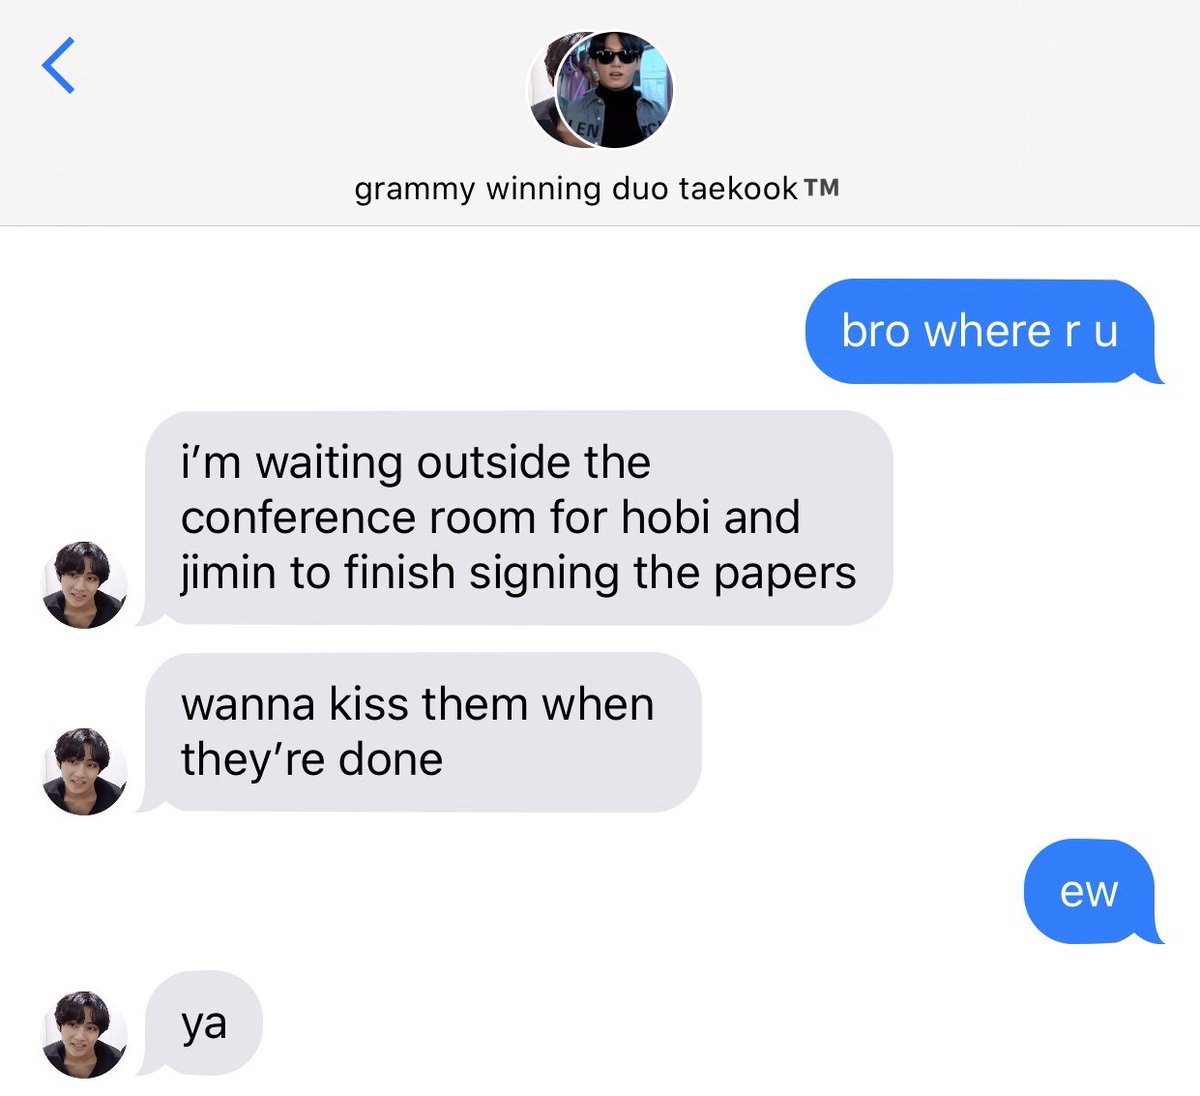 grammy winning duo taekook™
bro where r u
i'm waiting outside the
conference room for hobi and
jimin to finish signing the papers
wanna kiss them when
they're done
ew
ya